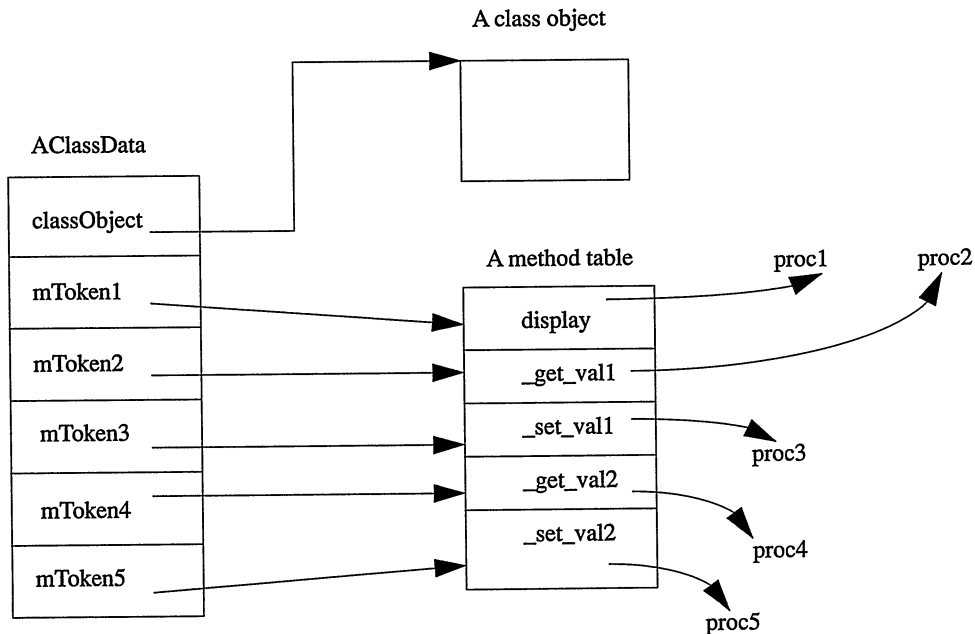 A class object
AClassData
classObject
mToken1
mToken2
mToken3
mToken4
mToken5
A method table
display
_get_val1
_set_val1
_get_val2
_set_val2
proc1
proc2
proc3
proc4
proc5